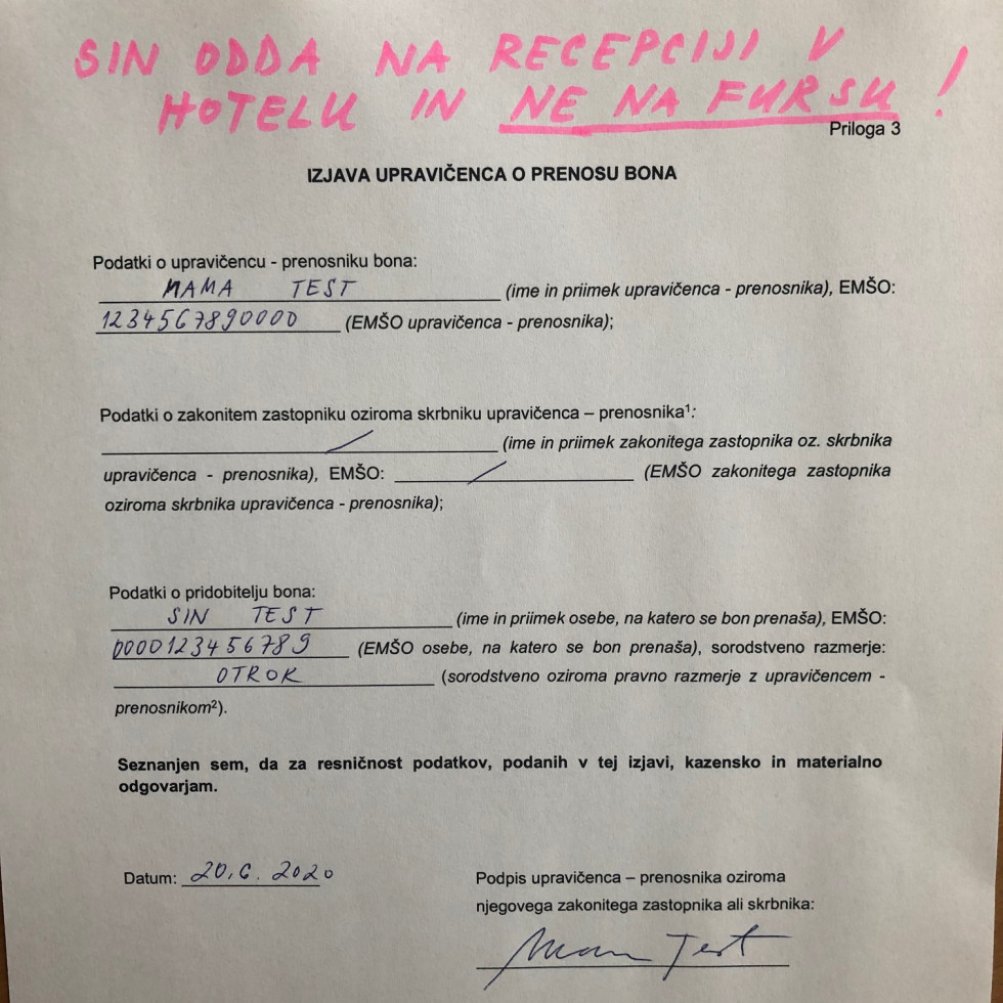 SIN ODDA NA RECEPCIJI V
HOTELU IN NE NA FURSU !
Priloga 3
IZJAVA UPRAVIČENCA O PRENOSU BONA
Podatki o upravičencu - prenosniku bona:
MAMA TEST (ime in priimek upravičenca - prenosnika), EMŠO:
1234567890000 (EMŠO upravičenca - prenosnika);
Podatki o zakonitem zastopniku oziroma skrbniku upravičenca – prenosnika¹:
/ (ime in priimek zakonitega zastopnika oz. skrbnika
upravičenca - prenosnika), EMŠO: / (EMŠO zakonitega zastopnika
oziroma skrbnika upravičenca - prenosnika);
Podatki o pridobitelju bona:
SIN TEST (ime in priimek osebe, na katero se bon prenaša), EMŠO:
0000123456789 (EMŠO osebe, na katero se bon prenaša), sorodstveno razmerje:
OTROK (sorodstveno oziroma pravno razmerje z upravičencem -
prenosnikom²).
Seznanjen sem, da za resničnost podatkov, podanih v tej izjavi, kazensko in materialno
odgovarjam.
Datum: 20.6.2020
Podpis upravičenca – prenosnika oziroma
njegovega zakonitega zastopnika ali skrbnika:
Test